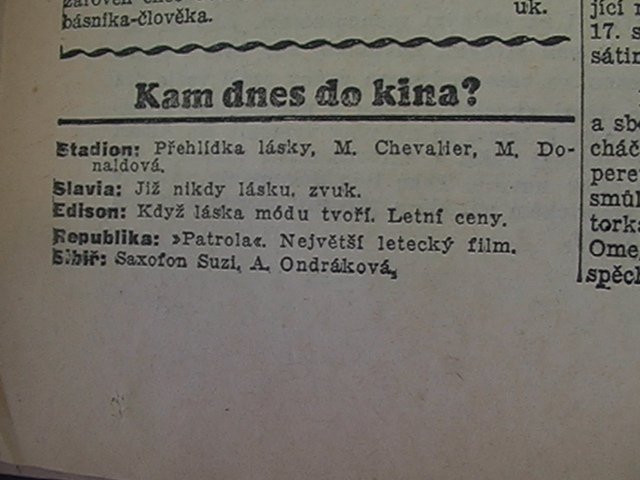 básníka-člověka.
uk.
Kam dnes do kina?
Stadion: Přehlídka lásky, M. Chevalier, M. Do-
naldová.
Slavia: Již nikdy lásku. zvuk.
Edison: Když láska módu tvoří. Letní ceny.
Republika: »Patrola«. Největší letecký film.
Sibiř: Saxofon Suzi, A. Ondráková,
jící
17. s
sátin
a sbo
cháč
pere
smůl
torka
Ome
spěch